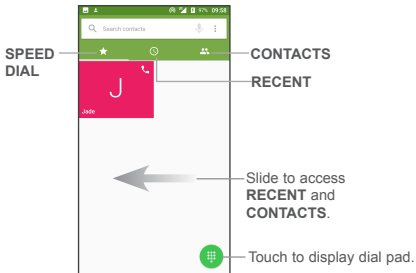 97% 09:58
Search contacts
SPEED
DIAL
CONTACTS
RECENT
J
Jade
Slide to access
RECENT and
CONTACTS.
Touch to display dial pad.